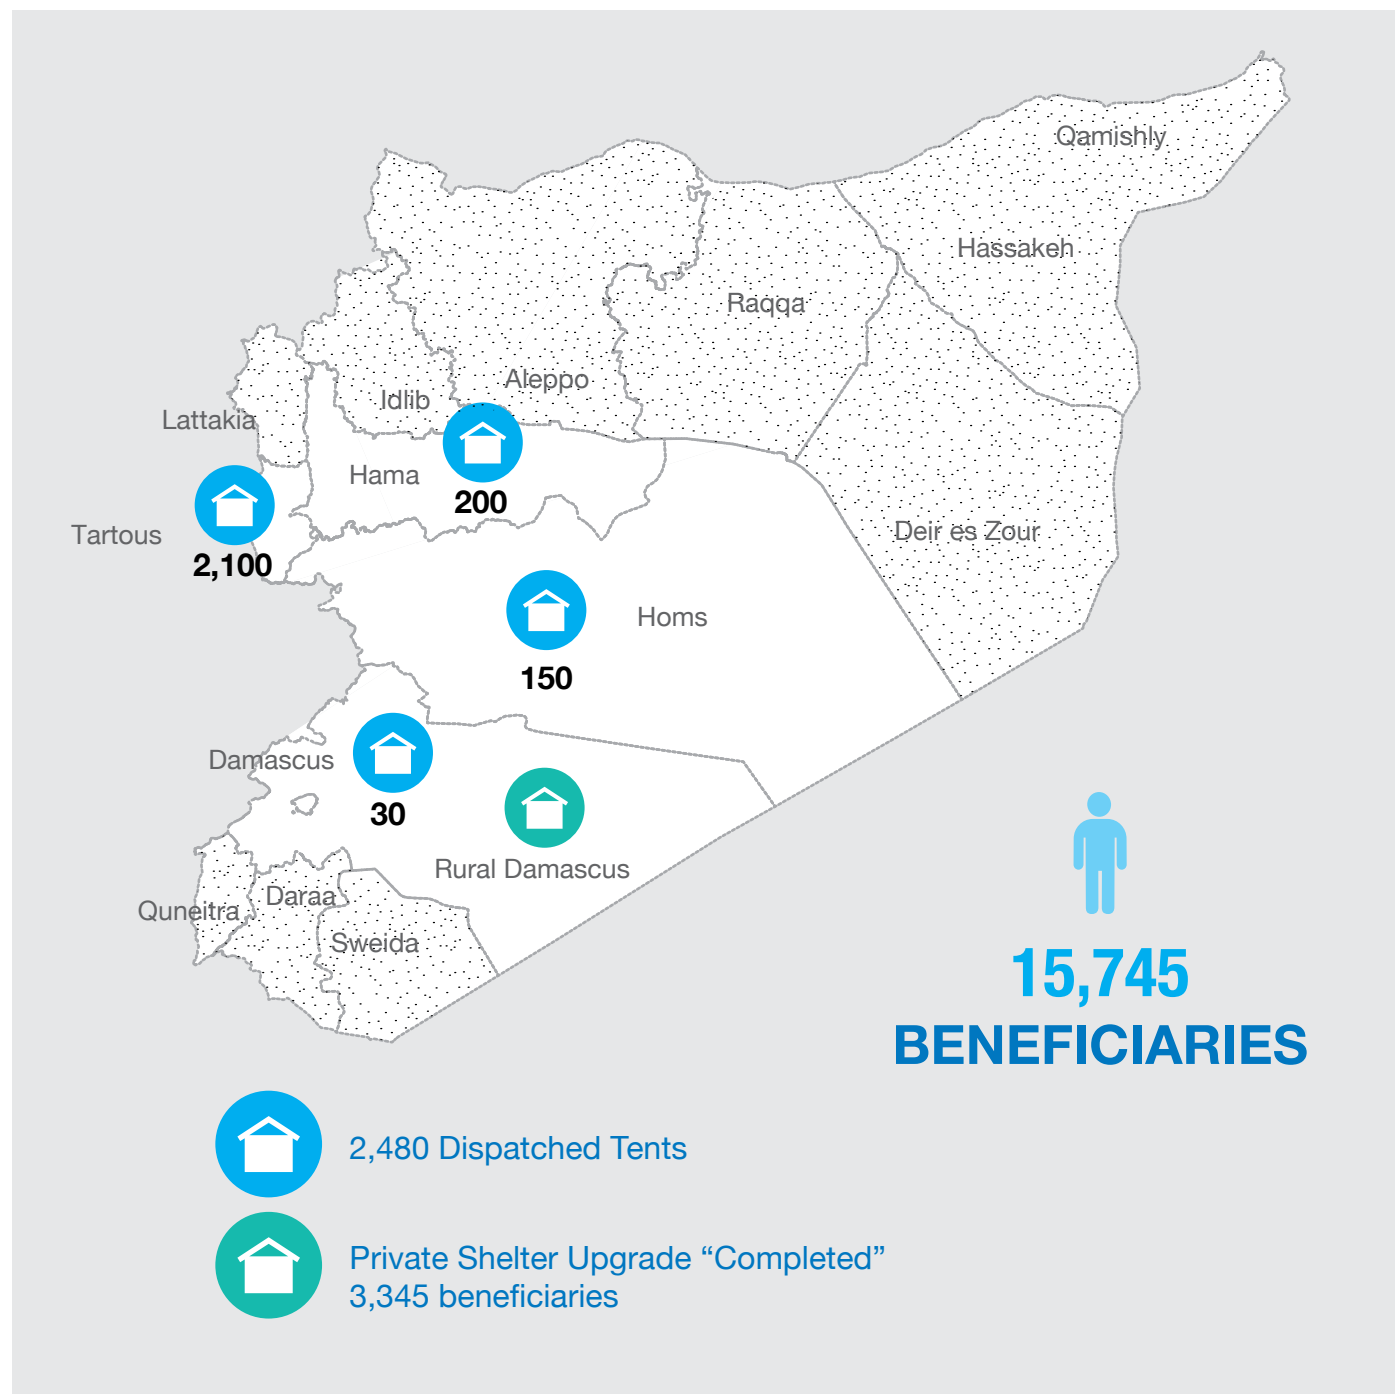 Qamishly
Hassakeh
Raqqa
Aleppo
Idlib
Lattakia
Hama
200
Tartous
2,100
Deir es Zour
Homs
150
Damascus
30
Rural Damascus
Quneitra
Daraa
Sweida
15,745
BENEFICIARIES
2,480 Dispatched Tents
Private Shelter Upgrade “Completed”
3,345 beneficiaries